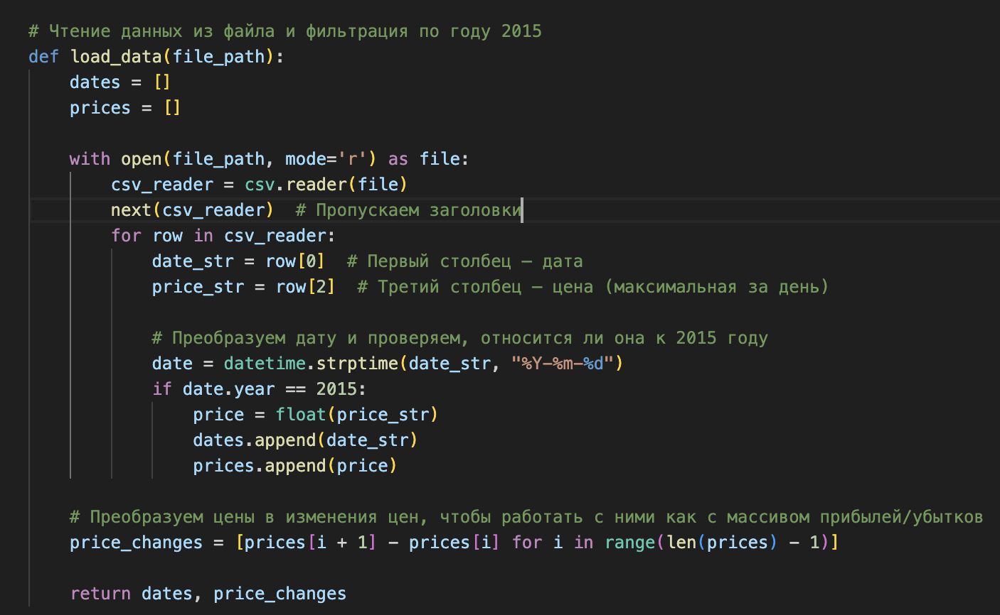 # Чтение данных из файла и фильтрация по году 2015
def load_data(file_path):
    dates = []
    prices = []

    with open(file_path, mode='r') as file:
        csv_reader = csv.reader(file)
        next(csv_reader)  # Пропускаем заголовки
        for row in csv_reader:
            date_str = row[0]  # Первый столбец — дата
            price_str = row[2]  # Третий столбец — цена (максимальная за день)

            # Преобразуем дату и проверяем, относится ли она к 2015 году
            date = datetime.strptime(date_str, "%Y-%m-%d")
            if date.year == 2015:
                price = float(price_str)
                dates.append(date_str)
                prices.append(price)

    # Преобразуем цены в изменения цен, чтобы работать с ними как с массивом прибылей/убытков
    price_changes = [prices[i + 1] - prices[i] for i in range(len(prices) - 1)]

    return dates, price_changes